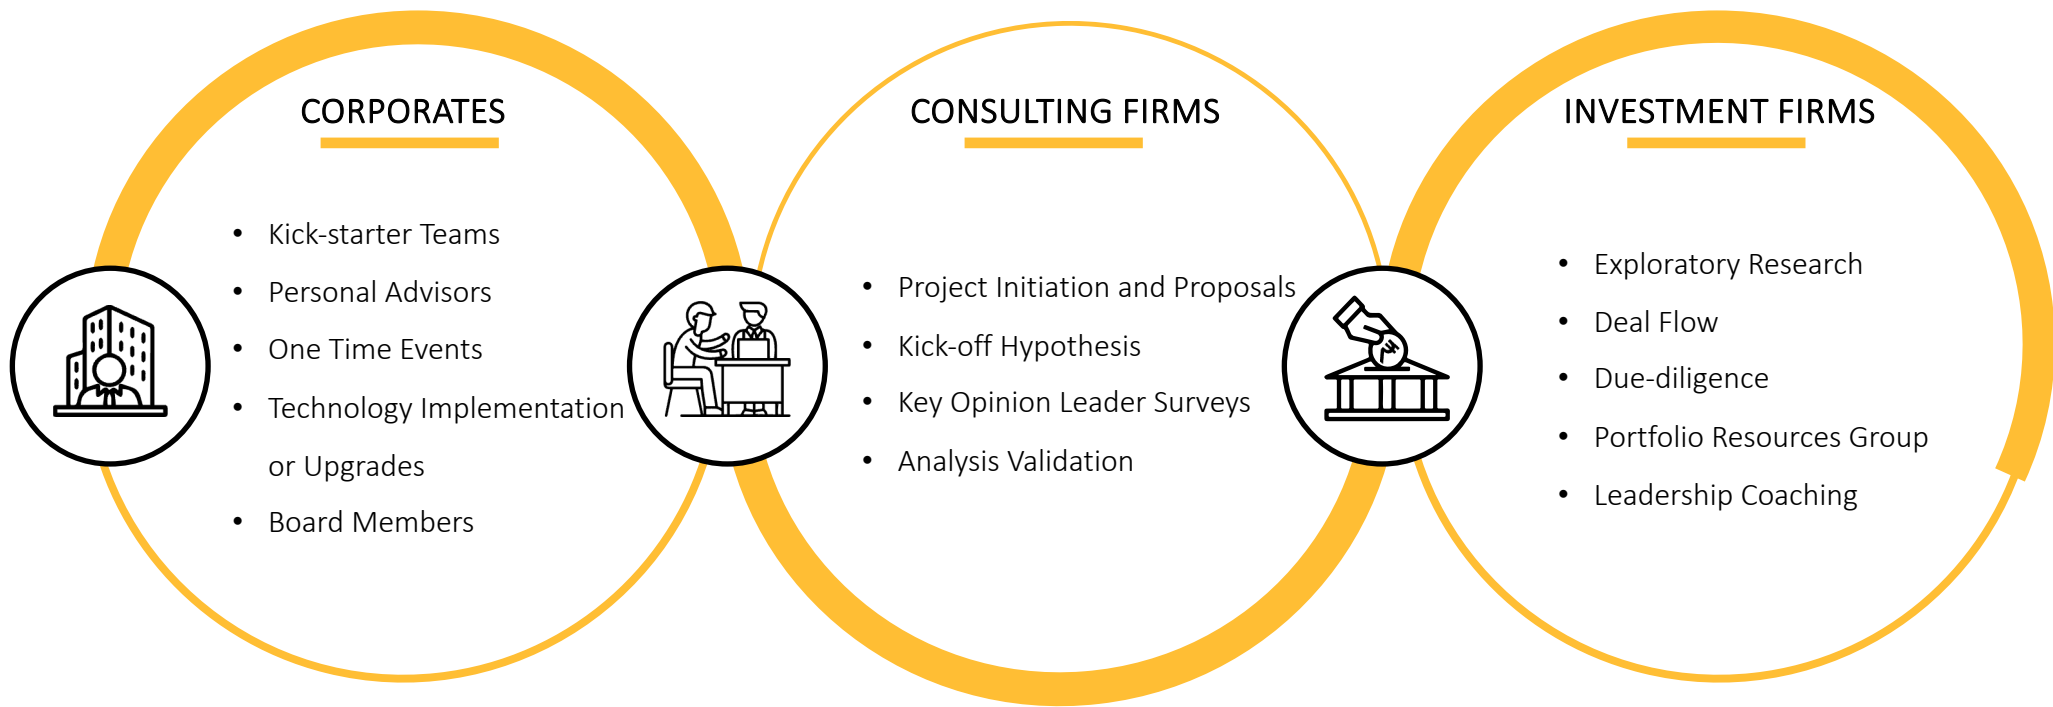 CORPORATES
• Kick-starter Teams
• Personal Advisors
• One Time Events
• Technology Implementation
or Upgrades
• Board Members
CONSULTING FIRMS
• Project Initiation and Proposals
• Kick-off Hypothesis
• Key Opinion Leader Surveys
• Analysis Validation
INVESTMENT FIRMS
• Exploratory Research
• Deal Flow
• Due-diligence
• Portfolio Resources Group
• Leadership Coaching
₹